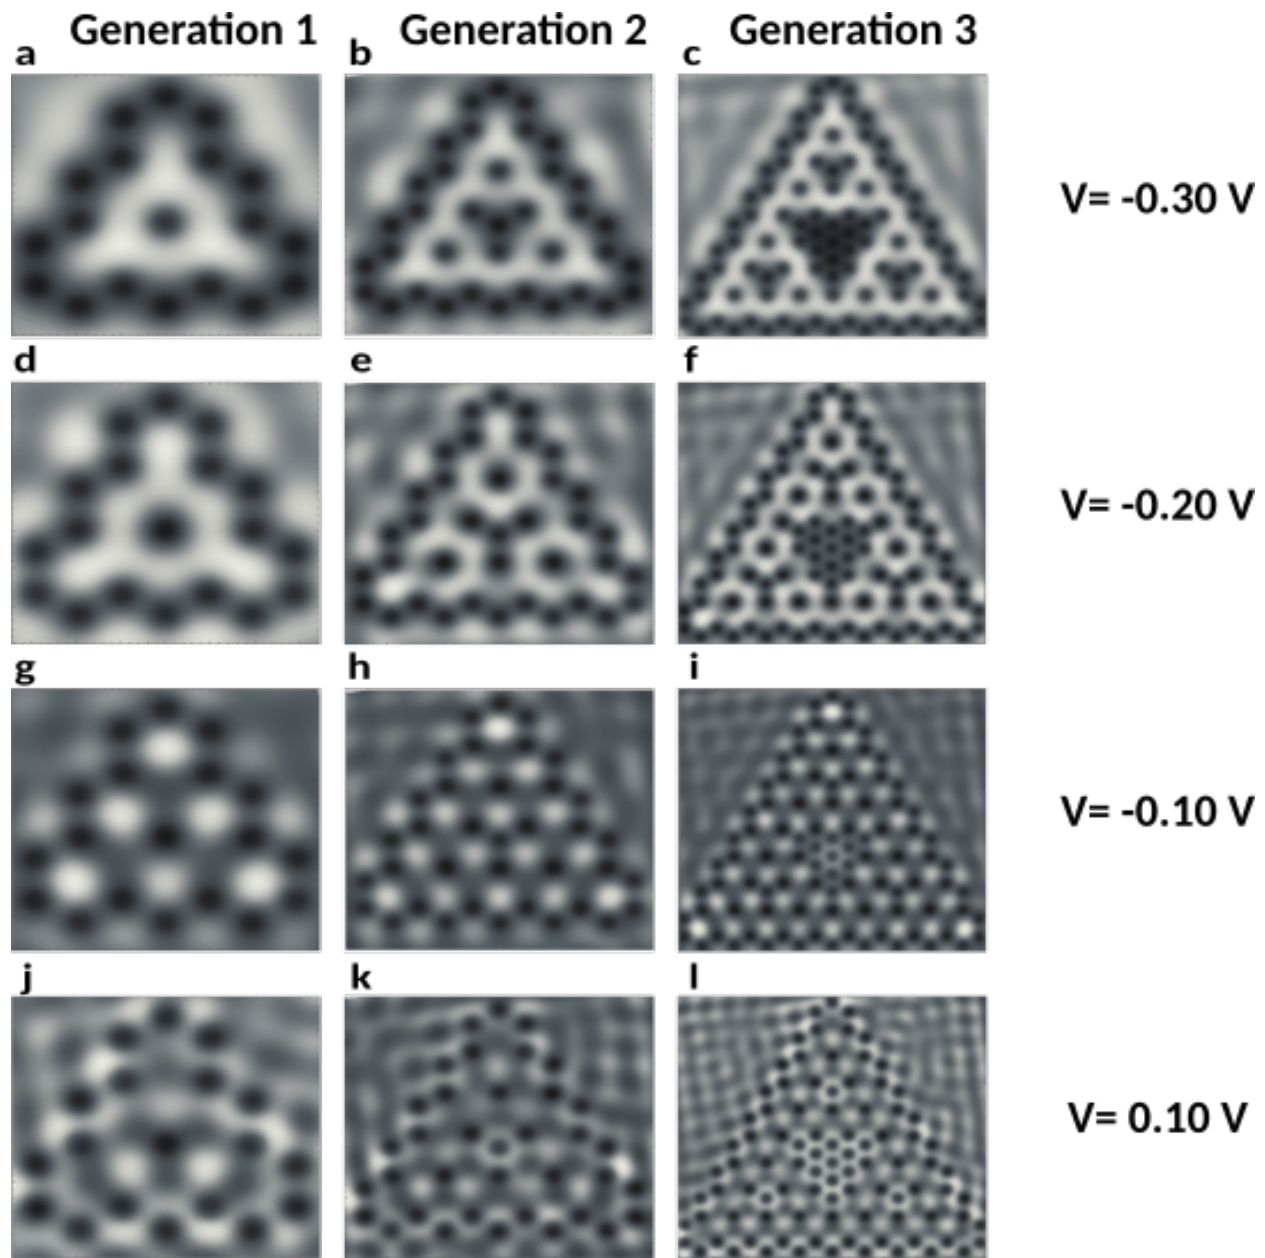 Generation 1 Generation 2 Generation 3
a b c
V= -0.30 V
d e f
V= -0.20 V
g h i
V= -0.10 V
j k l
V= 0.10 V